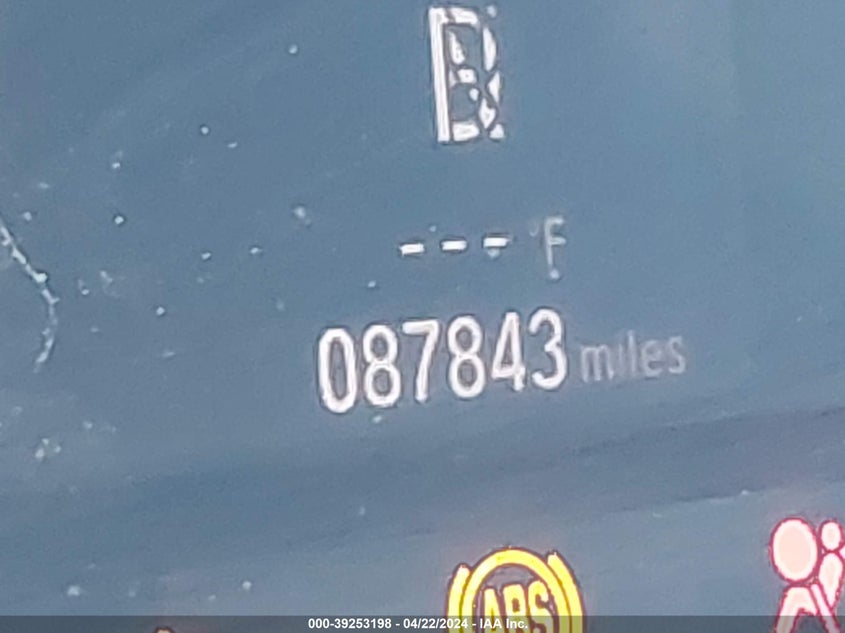 --- °F
087843 miles
ABS
000-39253198 - 04/22/2024 - IAA Inc.